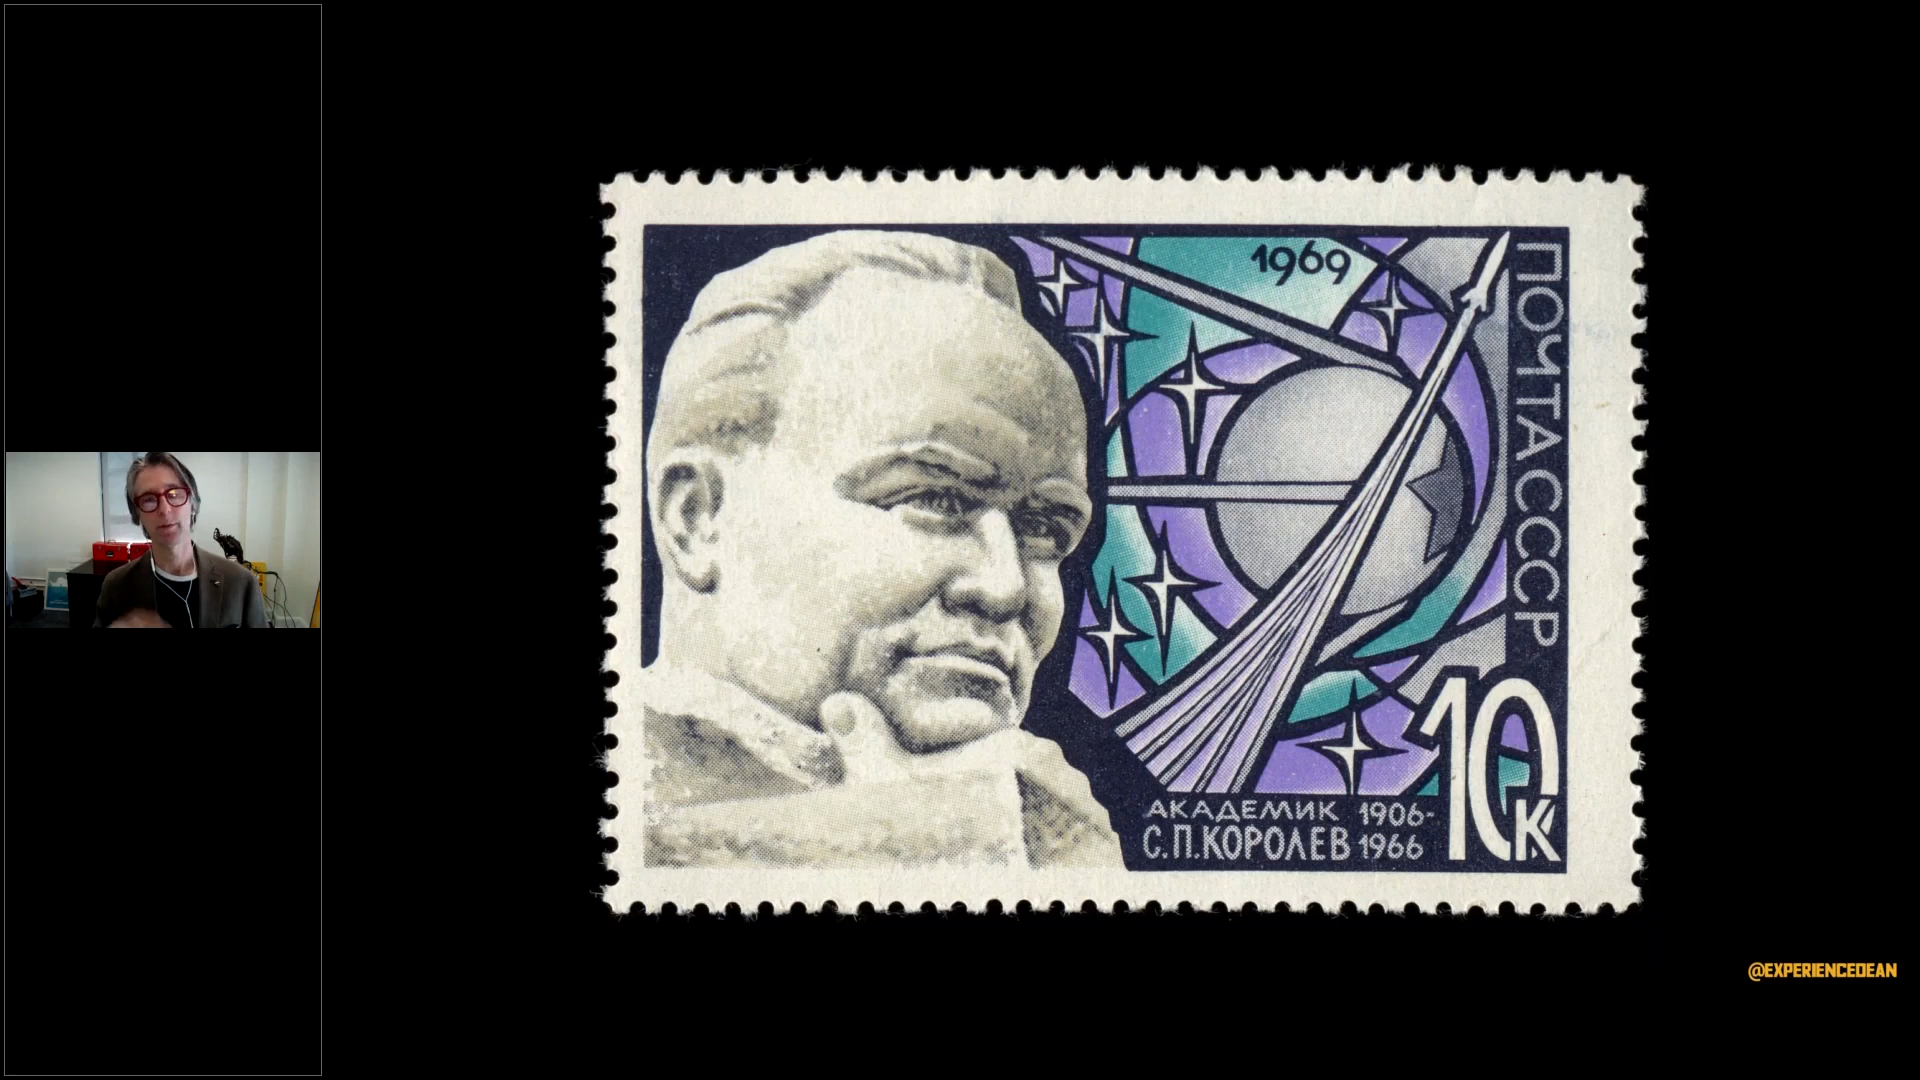 1969
ПОЧТА СССР
10к
АКАДЕМИК 1906-
С.П.КОРОЛЕВ 1966
@EXPERIENCEDEAN